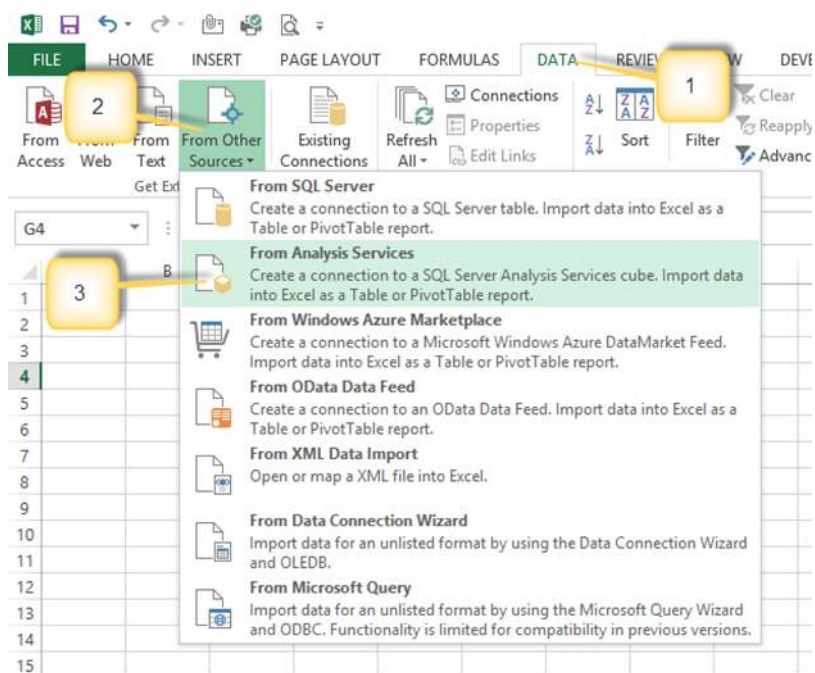 FILE HOME INSERT PAGE LAYOUT FORMULAS DATA
1
2
From Access
Web
From Text
From Other Sources
Existing Connections
Refresh All
Connections
Properties
Edit Links
Sort
Filter
Clear
Reapply
G4
B
3
From SQL Server
Create a connection to a SQL Server table. Import data into Excel as a
Table or PivotTable report.
From Analysis Services
Create a connection to a SQL Server Analysis Services cube. Import data
into Excel as a Table or PivotTable report.
From Windows Azure Marketplace
Create a connection to a Microsoft Windows Azure DataMarket Feed.
Import data into Excel as a Table or PivotTable report.
From OData Data Feed
Create a connection to an OData Data Feed. Import data into Excel as a
Table or PivotTable report.
From XML Data Import
Open or map a XML file into Excel.
From Data Connection Wizard
Import data for an unlisted format by using the Data Connection Wizard
and OLEDB.
From Microsoft Query
Import data for an unlisted format by using the Microsoft Query Wizard
and ODBC. Functionality is limited for compatibility in previous versions.
1
2
3
4
5
6
7
8
9
10
11
12
13
14
15